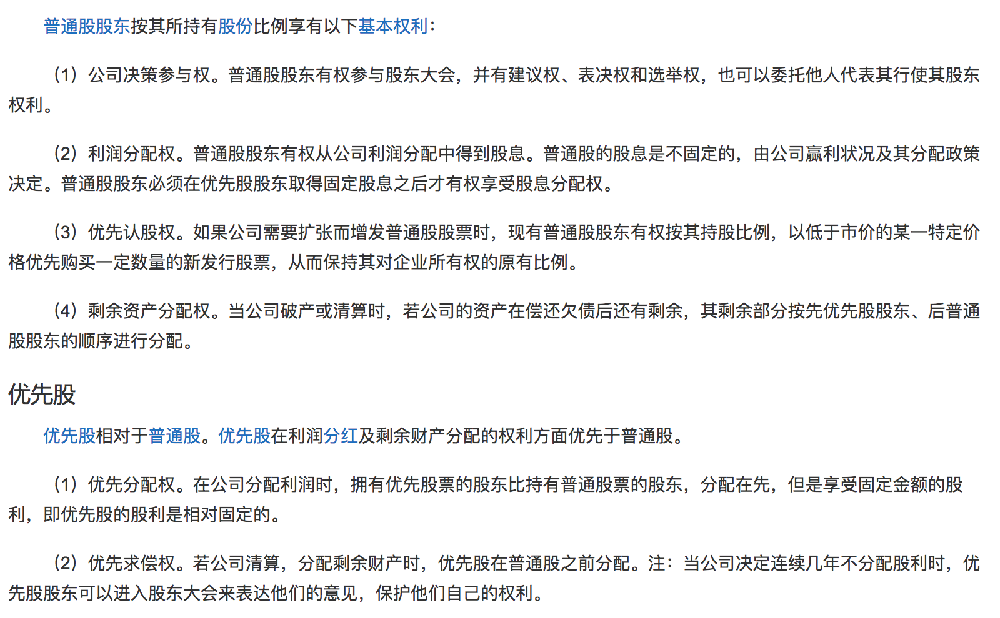 普通股股东按其所持有股份比例享有以下基本权利：
（1）公司决策参与权。普通股股东有权参与股东大会，并有建议权、表决权和选举权，也可以委托他人代表其行使其股东
权利。
（2）利润分配权。普通股股东有权从公司利润分配中得到股息。普通股的股息是不固定的，由公司赢利状况及其分配政策
决定。普通股股东必须在优先股股东取得固定股息之后才有权享受股息分配权。
（3）优先认股权。如果公司需要扩张而增发普通股股票时，现有普通股股东有权按其持股比例，以低于市价的某一特定价
格优先购买一定数量的新发行股票，从而保持其对企业所有权的原有比例。
（4）剩余资产分配权。当公司破产或清算时，若公司的资产在偿还欠债后还有剩余，其剩余部分按先优先股股东、后普通
股股东的顺序进行分配。
优先股
优先股相对于普通股。优先股在利润分红及剩余财产分配的权利方面优先于普通股。
（1）优先分配权。在公司分配利润时，拥有优先股票的股东比持有普通股票的股东，分配在先，但是享受固定金额的股
利，即优先股的股利是相对固定的。
（2）优先求偿权。若公司清算，分配剩余财产时，优先股在普通股之前分配。注：当公司决定连续几年不分配股利时，优
先股股东可以进入股东大会来表达他们的意见，保护他们自己的权利。